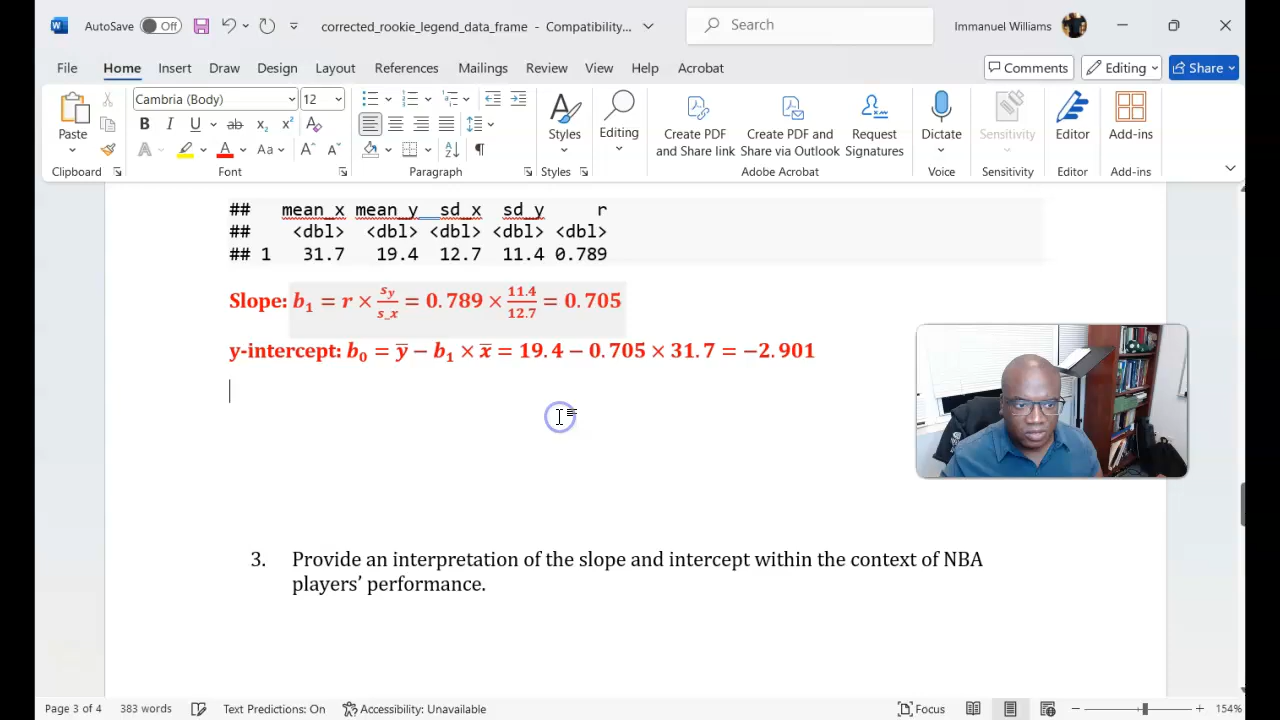 AutoSave Off corrected_rookie_legend_data_frame - Compatibility... Search Immanuel Williams
File Home Insert Draw Design Layout References Mailings Review View Help Acrobat Comments Editing Share
Cambria (Body) 12
Paste Styles Editing Create PDF and Share link Create PDF and Share via Outlook Request Signatures Dictate Sensitivity Editor Add-ins
Clipboard Font Paragraph Styles Adobe Acrobat Voice Sensitivity Editor Add-ins
## mean_x mean_y sd_x sd_y r
## <dbl> <dbl> <dbl> <dbl> <dbl>
## 1 31.7 19.4 12.7 11.4 0.789
Slope: b₁ = r × s_y/s_x = 0.789 × 11.4/12.7 = 0.705
y-intercept: b₀ = ȳ − b₁ × x̄ = 19.4 − 0.705 × 31.7 = −2.901
3. Provide an interpretation of the slope and intercept within the context of NBA
players’ performance.
Page 3 of 4 383 words Text Predictions: On Accessibility: Unavailable Focus 154%